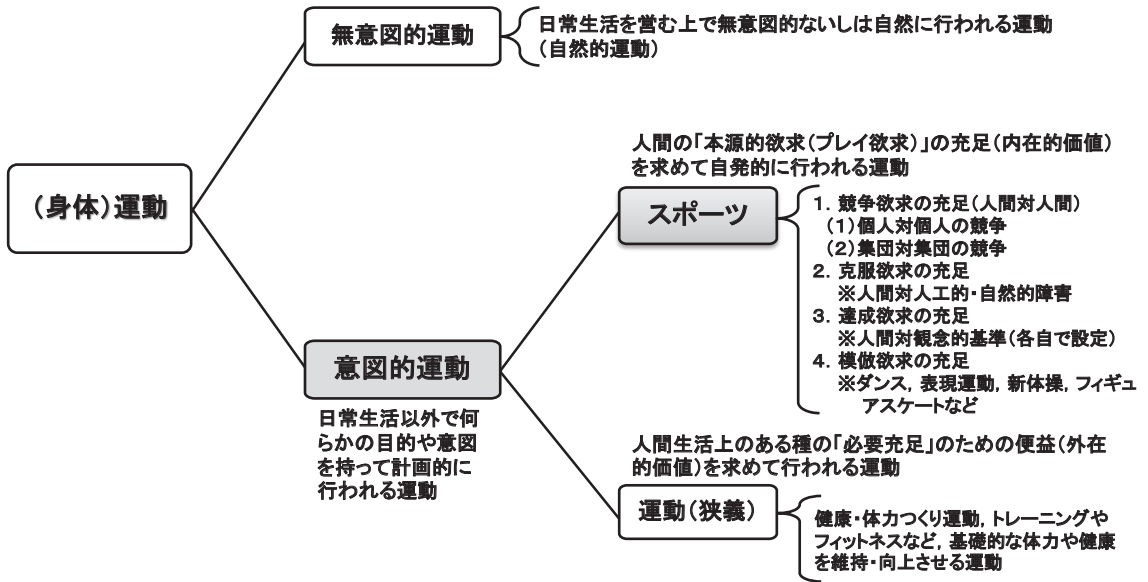 無意図的運動
日常生活を営む上で無意図的ないしは自然に行われる運動
（自然的運動）
（身体）運動
人間の「本源的欲求（プレイ欲求）」の充足（内在的価値）
を求めて自発的に行われる運動
スポーツ
１．競争欲求の充足（人間対人間）
（１）個人対個人の競争
（２）集団対集団の競争
２．克服欲求の充足
※人間対人工的・自然的障害
３．達成欲求の充足
※人間対観念的基準（各自で設定）
４．模倣欲求の充足
※ダンス，表現運動，新体操，フィギュ
アスケートなど
意図的運動
日常生活以外で何
らかの目的や意図
を持って計画的に
行われる運動
人間生活上のある種の「必要充足」のための便益（外在
的価値）を求めて行われる運動
運動（狭義）
健康・体力つくり運動，トレーニングや
フィットネスなど，基礎的な体力や健康
を維持・向上させる運動